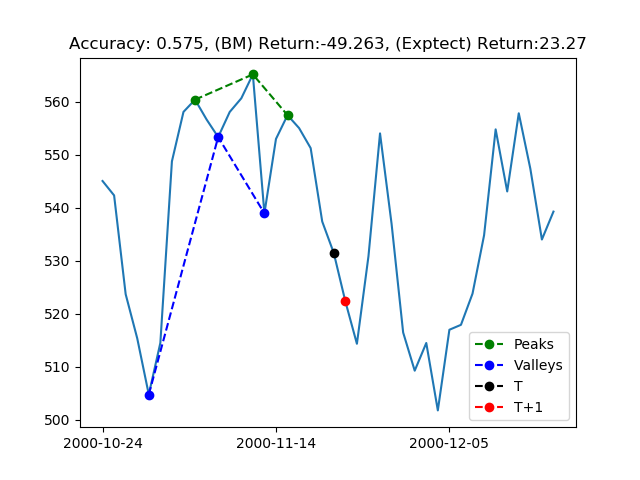 Accuracy: 0.575, (BM) Return:-49.263, (Exptect) Return:23.27
560
550
540
530
520
510
500
2000-10-24
2000-11-14
2000-12-05
Peaks
Valleys
T
T+1